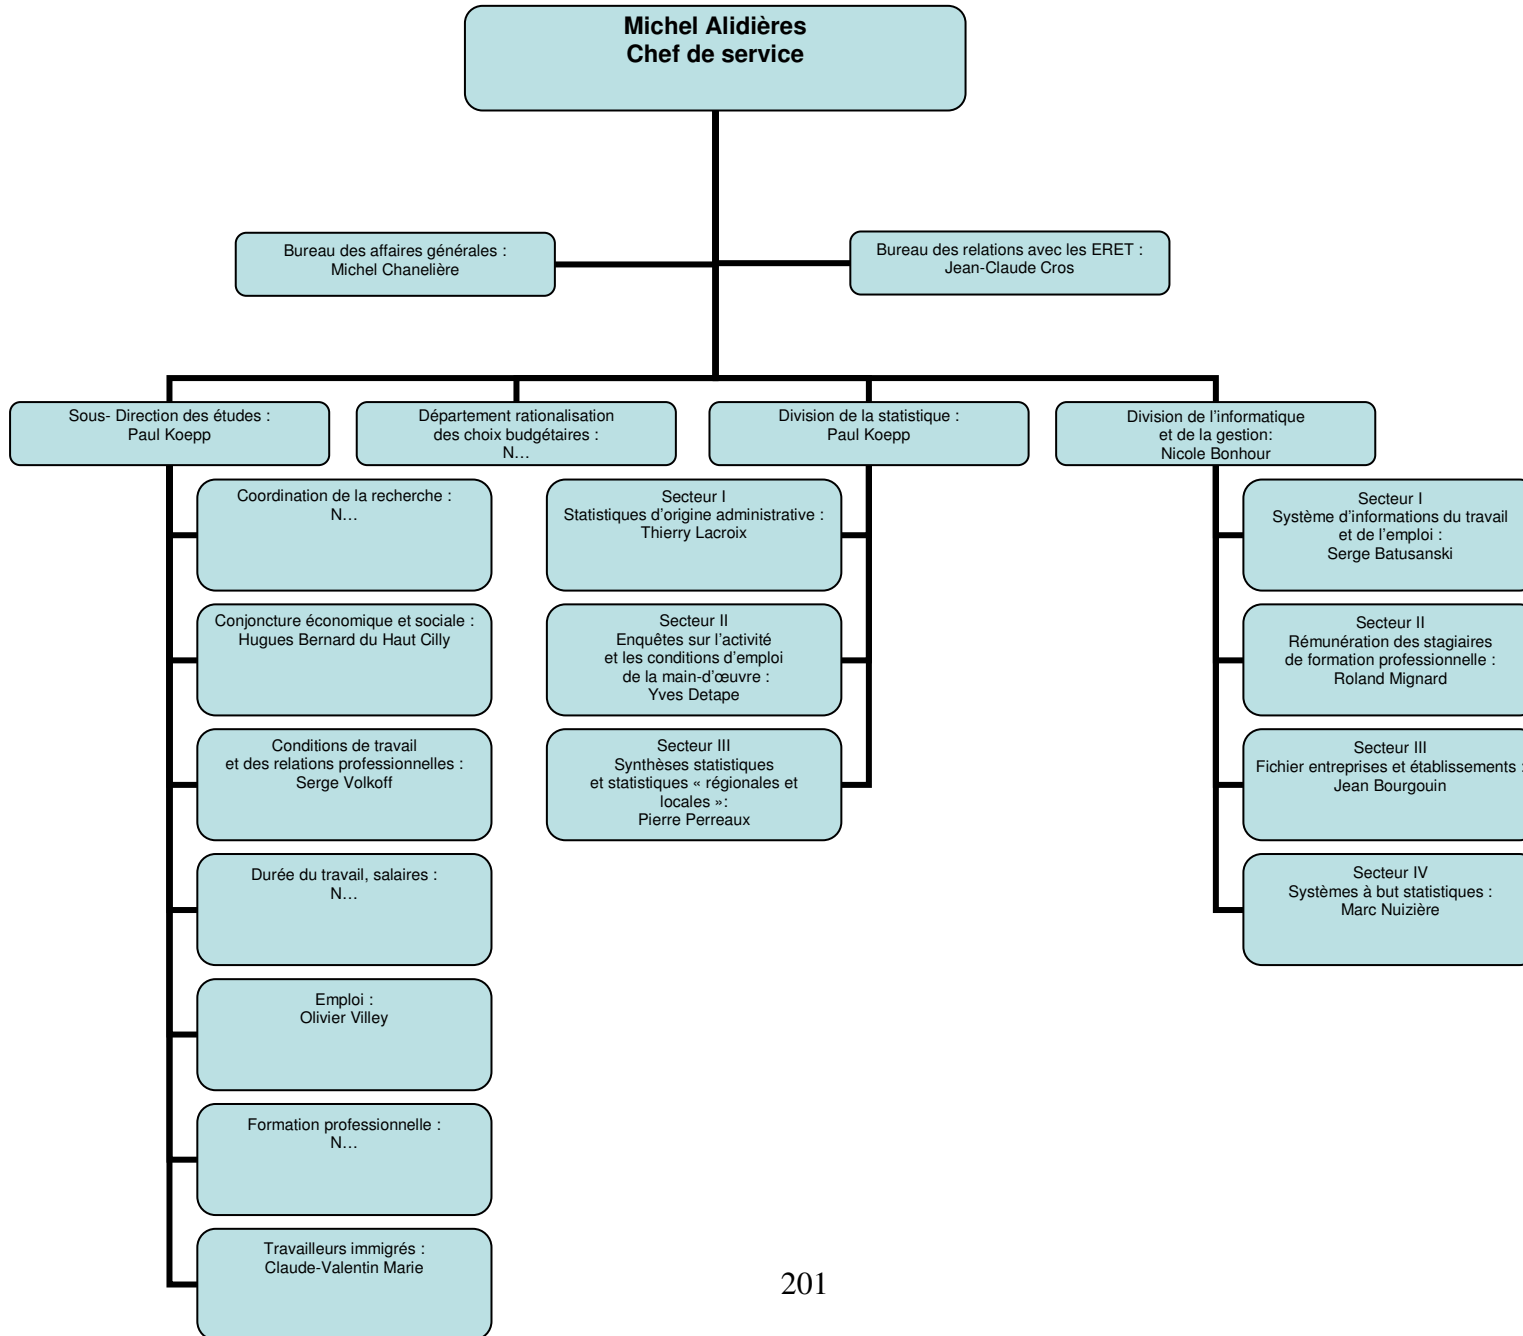 Michel Alidières
Chef de service
Bureau des affaires générales :
Michel Chanelière
Bureau des relations avec les ERET :
Jean-Claude Cros
Sous- Direction des études :
Paul Koepp
Département rationalisation
des choix budgétaires :
N…
Division de la statistique :
Paul Koepp
Division de l’informatique
et de la gestion:
Nicole Bonhour
Coordination de la recherche :
N…
Conjoncture économique et sociale :
Hugues Bernard du Haut Cilly
Conditions de travail
et des relations professionnelles :
Serge Volkoff
Durée du travail, salaires :
N…
Emploi :
Olivier Villey
Formation professionnelle :
N…
Travailleurs immigrés :
Claude-Valentin Marie
Secteur I
Statistiques d’origine administrative :
Thierry Lacroix
Secteur II
Enquêtes sur l’activité
et les conditions d’emploi
de la main-d’œuvre :
Yves Detape
Secteur III
Synthèses statistiques
et statistiques « régionales et
locales »:
Pierre Perreaux
Secteur I
Système d’informations du travail
et de l’emploi :
Serge Batusanski
Secteur II
Rémunération des stagiaires
de formation professionnelle :
Roland Mignard
Secteur III
Fichier entreprises et établissements :
Jean Bourgouin
Secteur IV
Systèmes à but statistiques :
Marc Nuizière
201